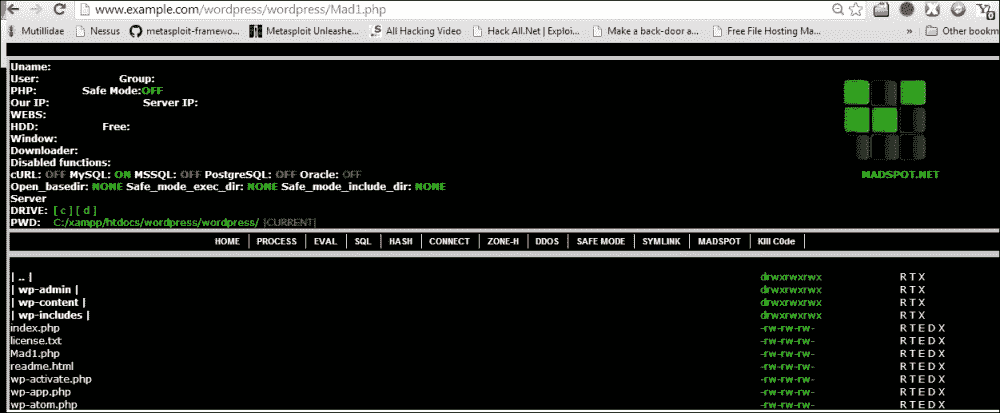 www.example.com/wordpress/wordpress/Mad1.php
Mutillidae Nessus metasploit-framewo... Metasploit Unleashe... All Hacking Video Hack All.Net | Exploi... Make a back-door a... Free File Hosting Ma... » Other bookm
Uname:
User: Group:
PHP: Safe Mode:OFF
Our IP: Server IP:
WEBS:
HDD: Free:
Window:
Downloader:
Disabled functions:
cURL: OFF MySQL: ON MSSQL: OFF PostgreSQL: OFF Oracle: OFF
Open_basedir: NONE Safe_mode_exec_dir: NONE Safe_mode_include_dir: NONE
Server
DRIVE: [ c ] [ d ]
PWD: C:/xampp/htdocs/wordpress/wordpress/ [CURRENT]
MADSPOT.NET
HOME | PROCESS | EVAL | SQL | HASH | CONNECT | ZONE-H | DDOS | SAFE MODE | SYMLINK | MADSPOT | Kill C0de |
| .. | drwxrwxrwx R T X
| wp-admin | drwxrwxrwx R T X
| wp-content | drwxrwxrwx R T X
| wp-includes | drwxrwxrwx R T X
index.php -rw-rw-rw- R T E D X
license.txt -rw-rw-rw- R T E D X
Mad1.php -rw-rw-rw- R T E D X
readme.html -rw-rw-rw- R T E D X
wp-activate.php -rw-rw-rw- R T E D X
wp-app.php -rw-rw-rw- R T E D X
wp-atom.php -rw-rw-rw- R T E D X